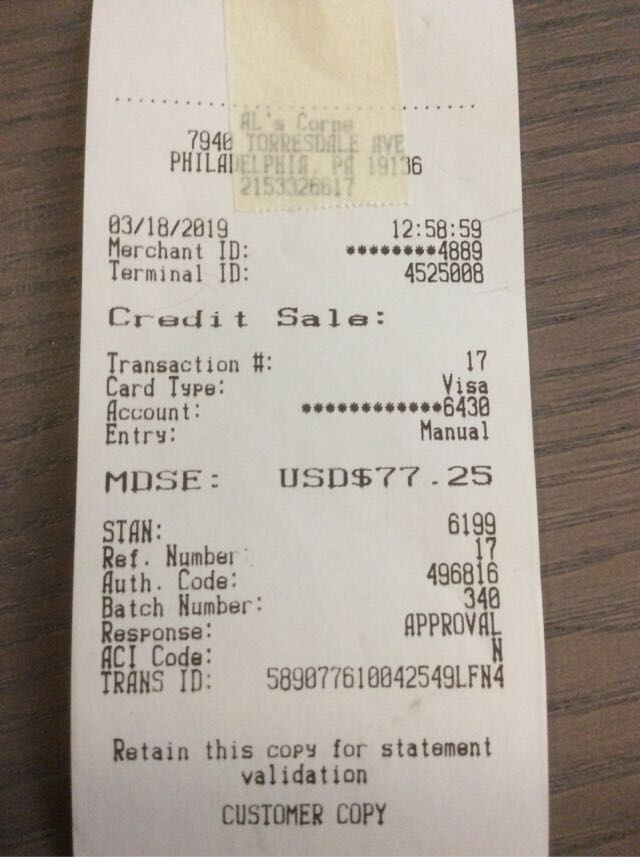 AL's Corne
7940 TORRESDALE AVE
PHILADELPHIA, PA 19136
2153326617
03/18/2019 12:58:59
Merchant ID: ********4889
Terminal ID: 4525008
Credit Sale:
Transaction #: 17
Card Type: Visa
Account: ************6430
Entry: Manual
MDSE: USD$77.25
STAN: 6199
Ref. Number: 17
Auth. Code: 496816
Batch Number: 340
Response: APPROVAL
ACI Code: N
TRANS ID: 589077610042549LFN4
Retain this copy for statement
validation
CUSTOMER COPY